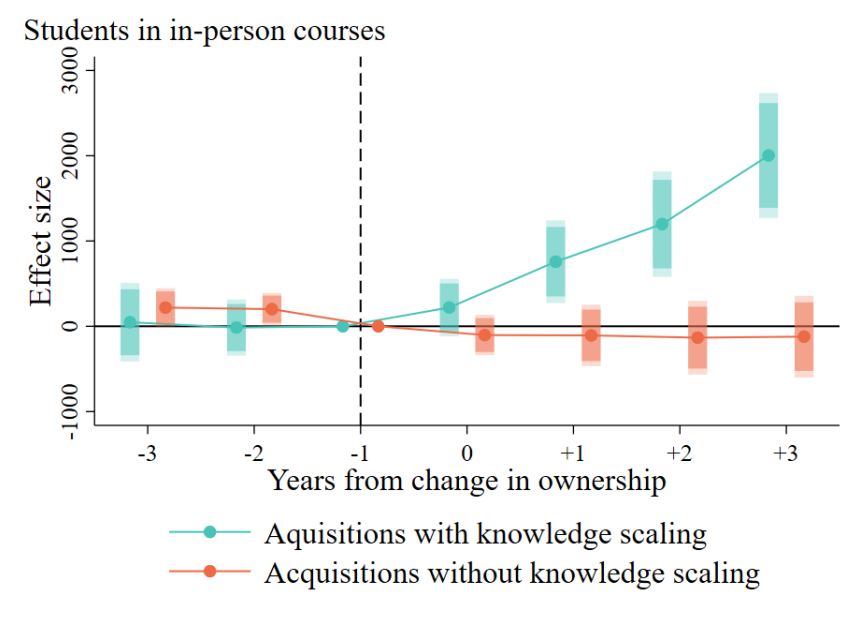 Students in in-person courses
3000
2000
1000
0
-1000
Effect size
-3 -2 -1 0 +1 +2 +3
Years from change in ownership
Aquisitions with knowledge scaling
Acquisitions without knowledge scaling